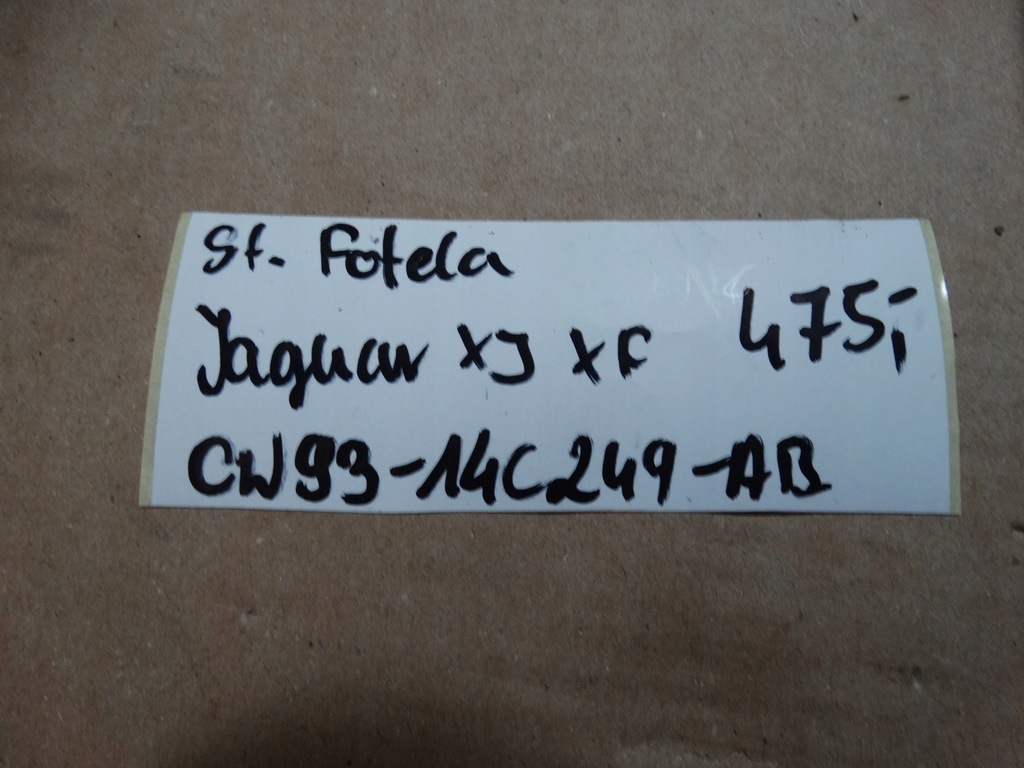 St. Fotela
Jaguar XJ XF 475;
CW93-14C249-AB